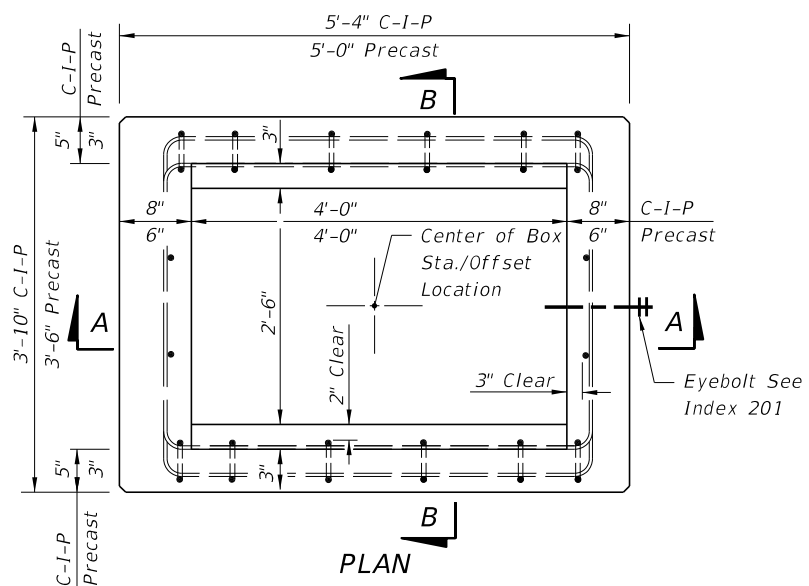 5'-4" C-I-P
5'-0" Precast
C-I-P
Precast
5"
3"
B
3"
8"
6"
4'-0"
4'-0"
8"
6"
C-I-P
Precast
Center of Box
Sta./Offset
Location
3'-10" C-I-P
3'-6" Precast
A
2'-6"
2" Clear
3" Clear
A
Eyebolt See
Index 201
5"
3"
C-I-P
Precast
3"
B
PLAN